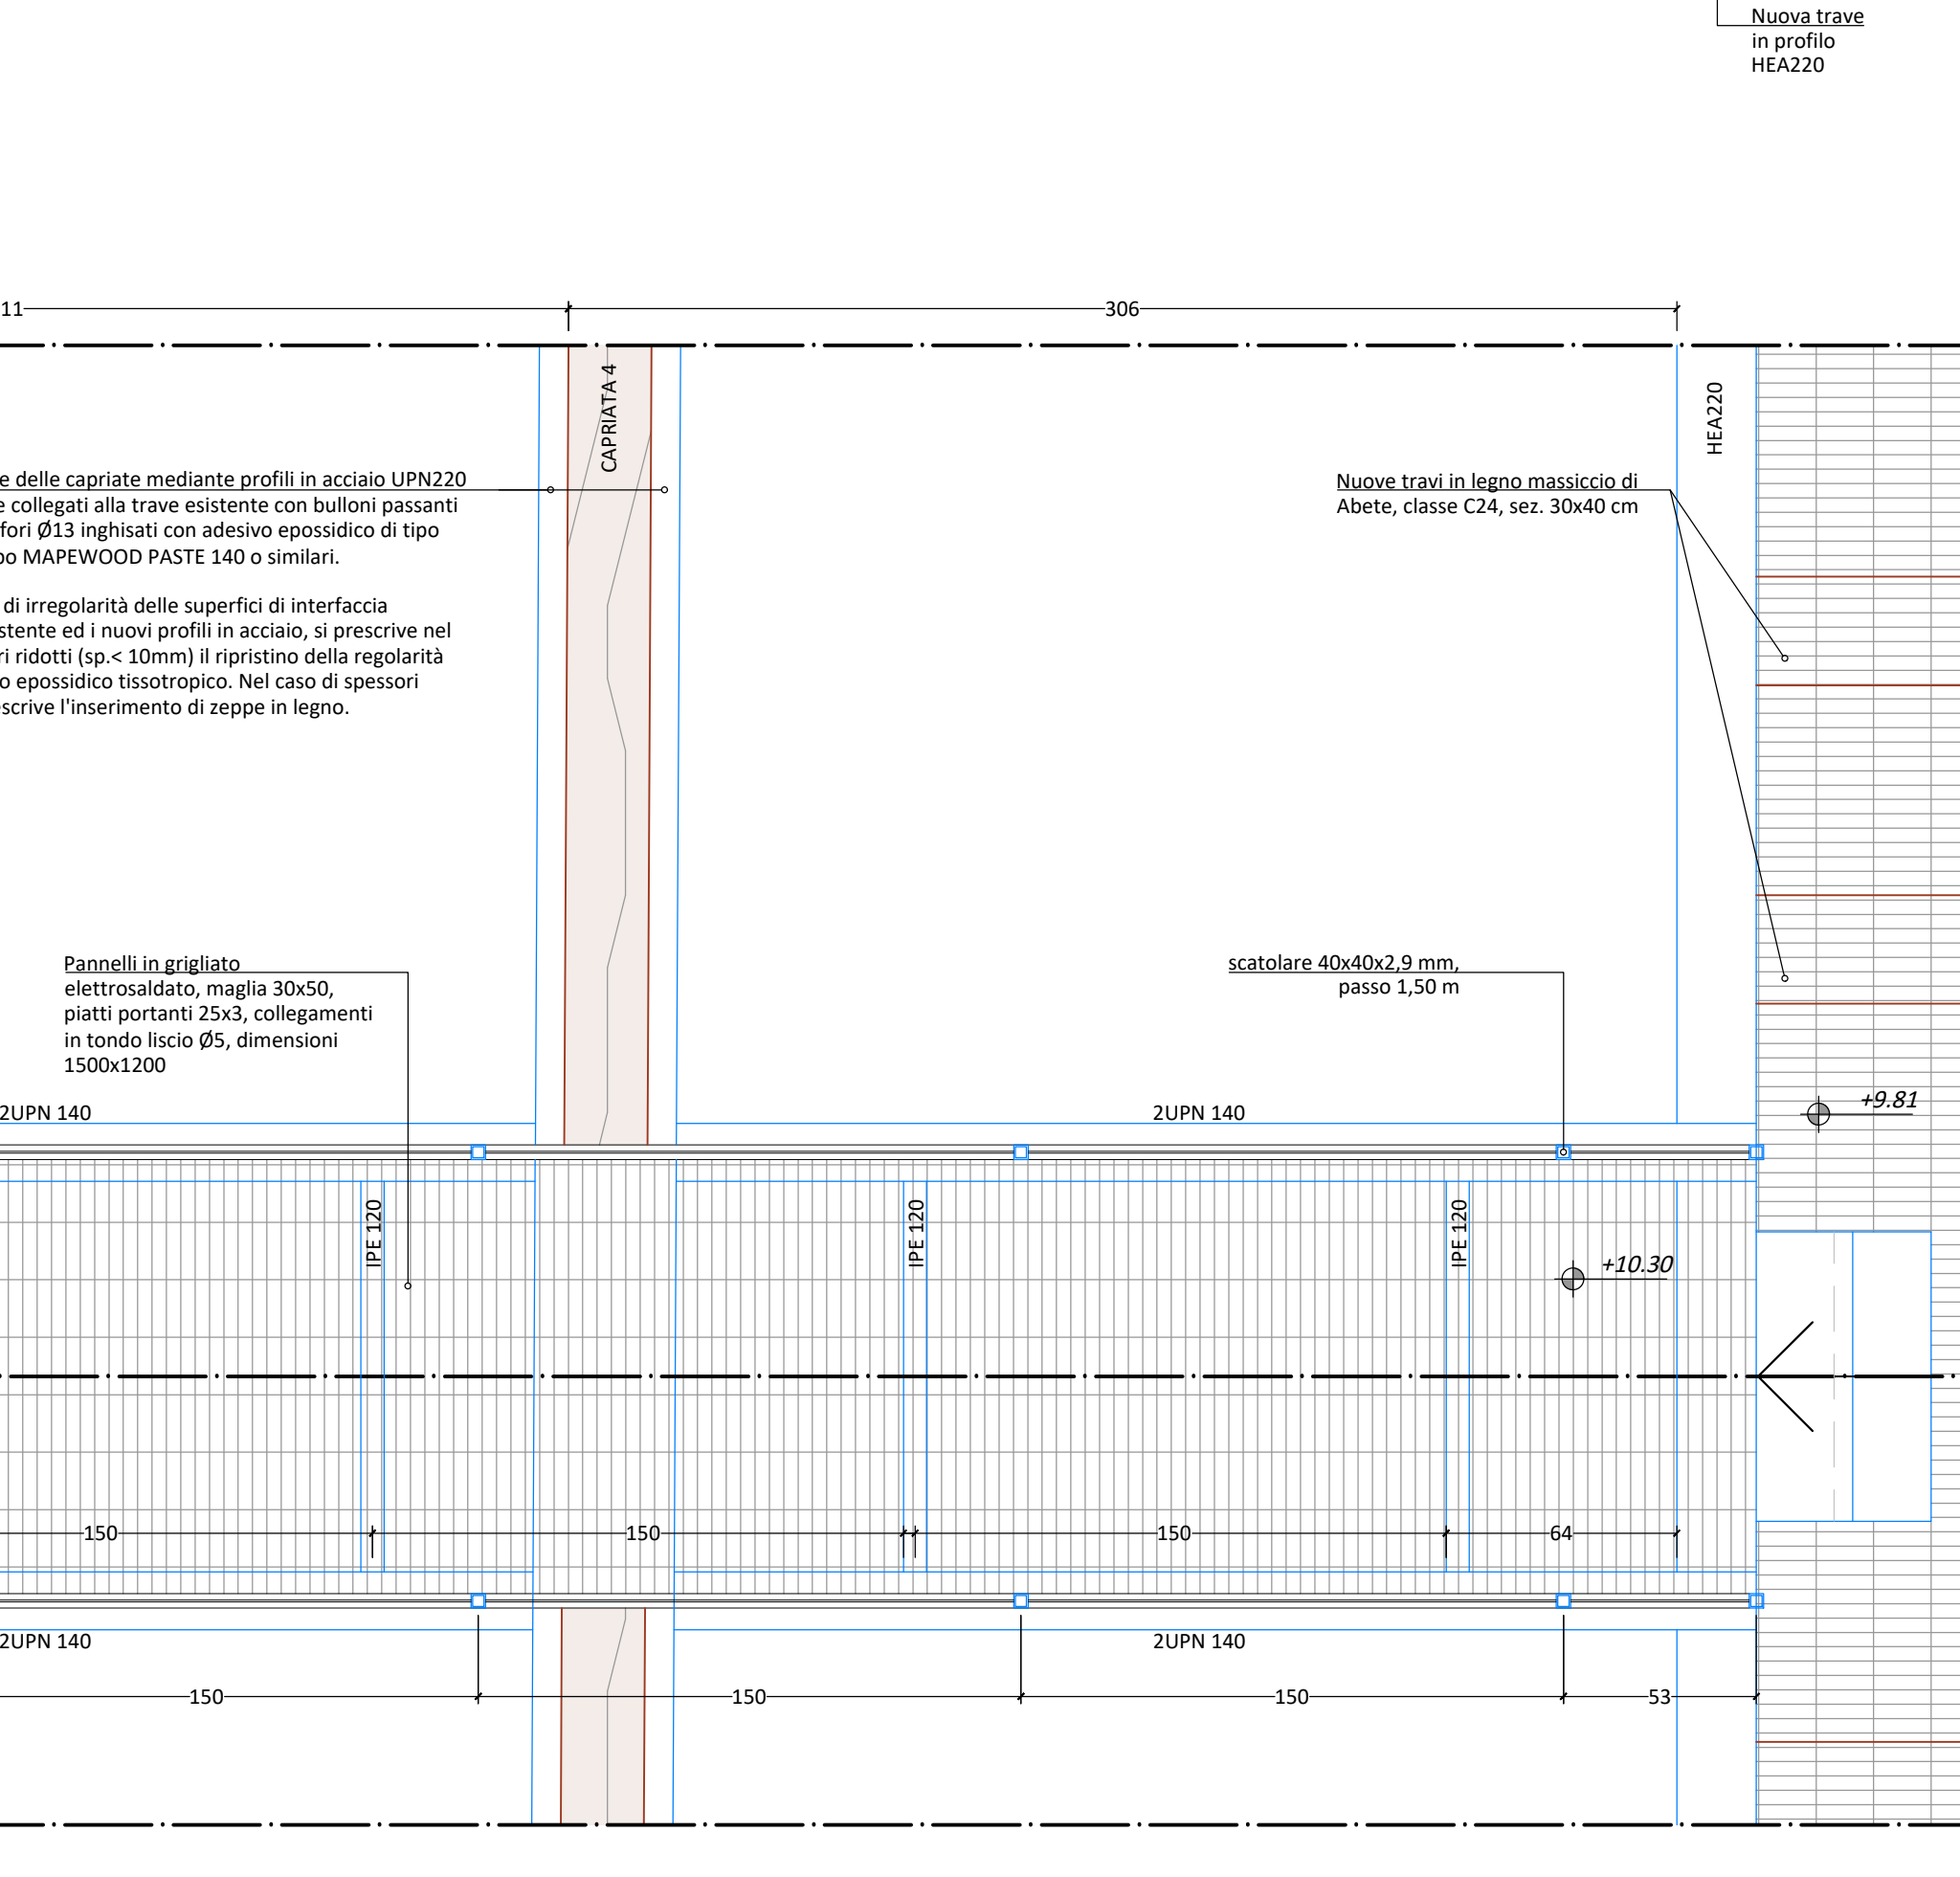 Nuova trave
in profilo
HEA220
11
306
CAPRIATA 4
HEA220
e delle capriate mediante profili in acciaio UPN220
e collegati alla trave esistente con bulloni passanti
fori Ø13 inghisati con adesivo epossidico di tipo
po MAPEWOOD PASTE 140 o similari.
di irregolarità delle superfici di interfaccia
stente ed i nuovi profili in acciaio, si prescrive nel
ri ridotti (sp.< 10mm) il ripristino della regolarità
o epossidico tissotropico. Nel caso di spessori
escrive l'inserimento di zeppe in legno.
Nuove travi in legno massiccio di
Abete, classe C24, sez. 30x40 cm
Pannelli in grigliato
elettrosaldato, maglia 30x50,
piatti portanti 25x3, collegamenti
in tondo liscio Ø5, dimensioni
1500x1200
scatolare 40x40x2,9 mm,
passo 1,50 m
2UPN 140
2UPN 140
+9.81
IPE 120
IPE 120
IPE 120
+10.30
150
150
150
64
2UPN 140
2UPN 140
150
150
150
53